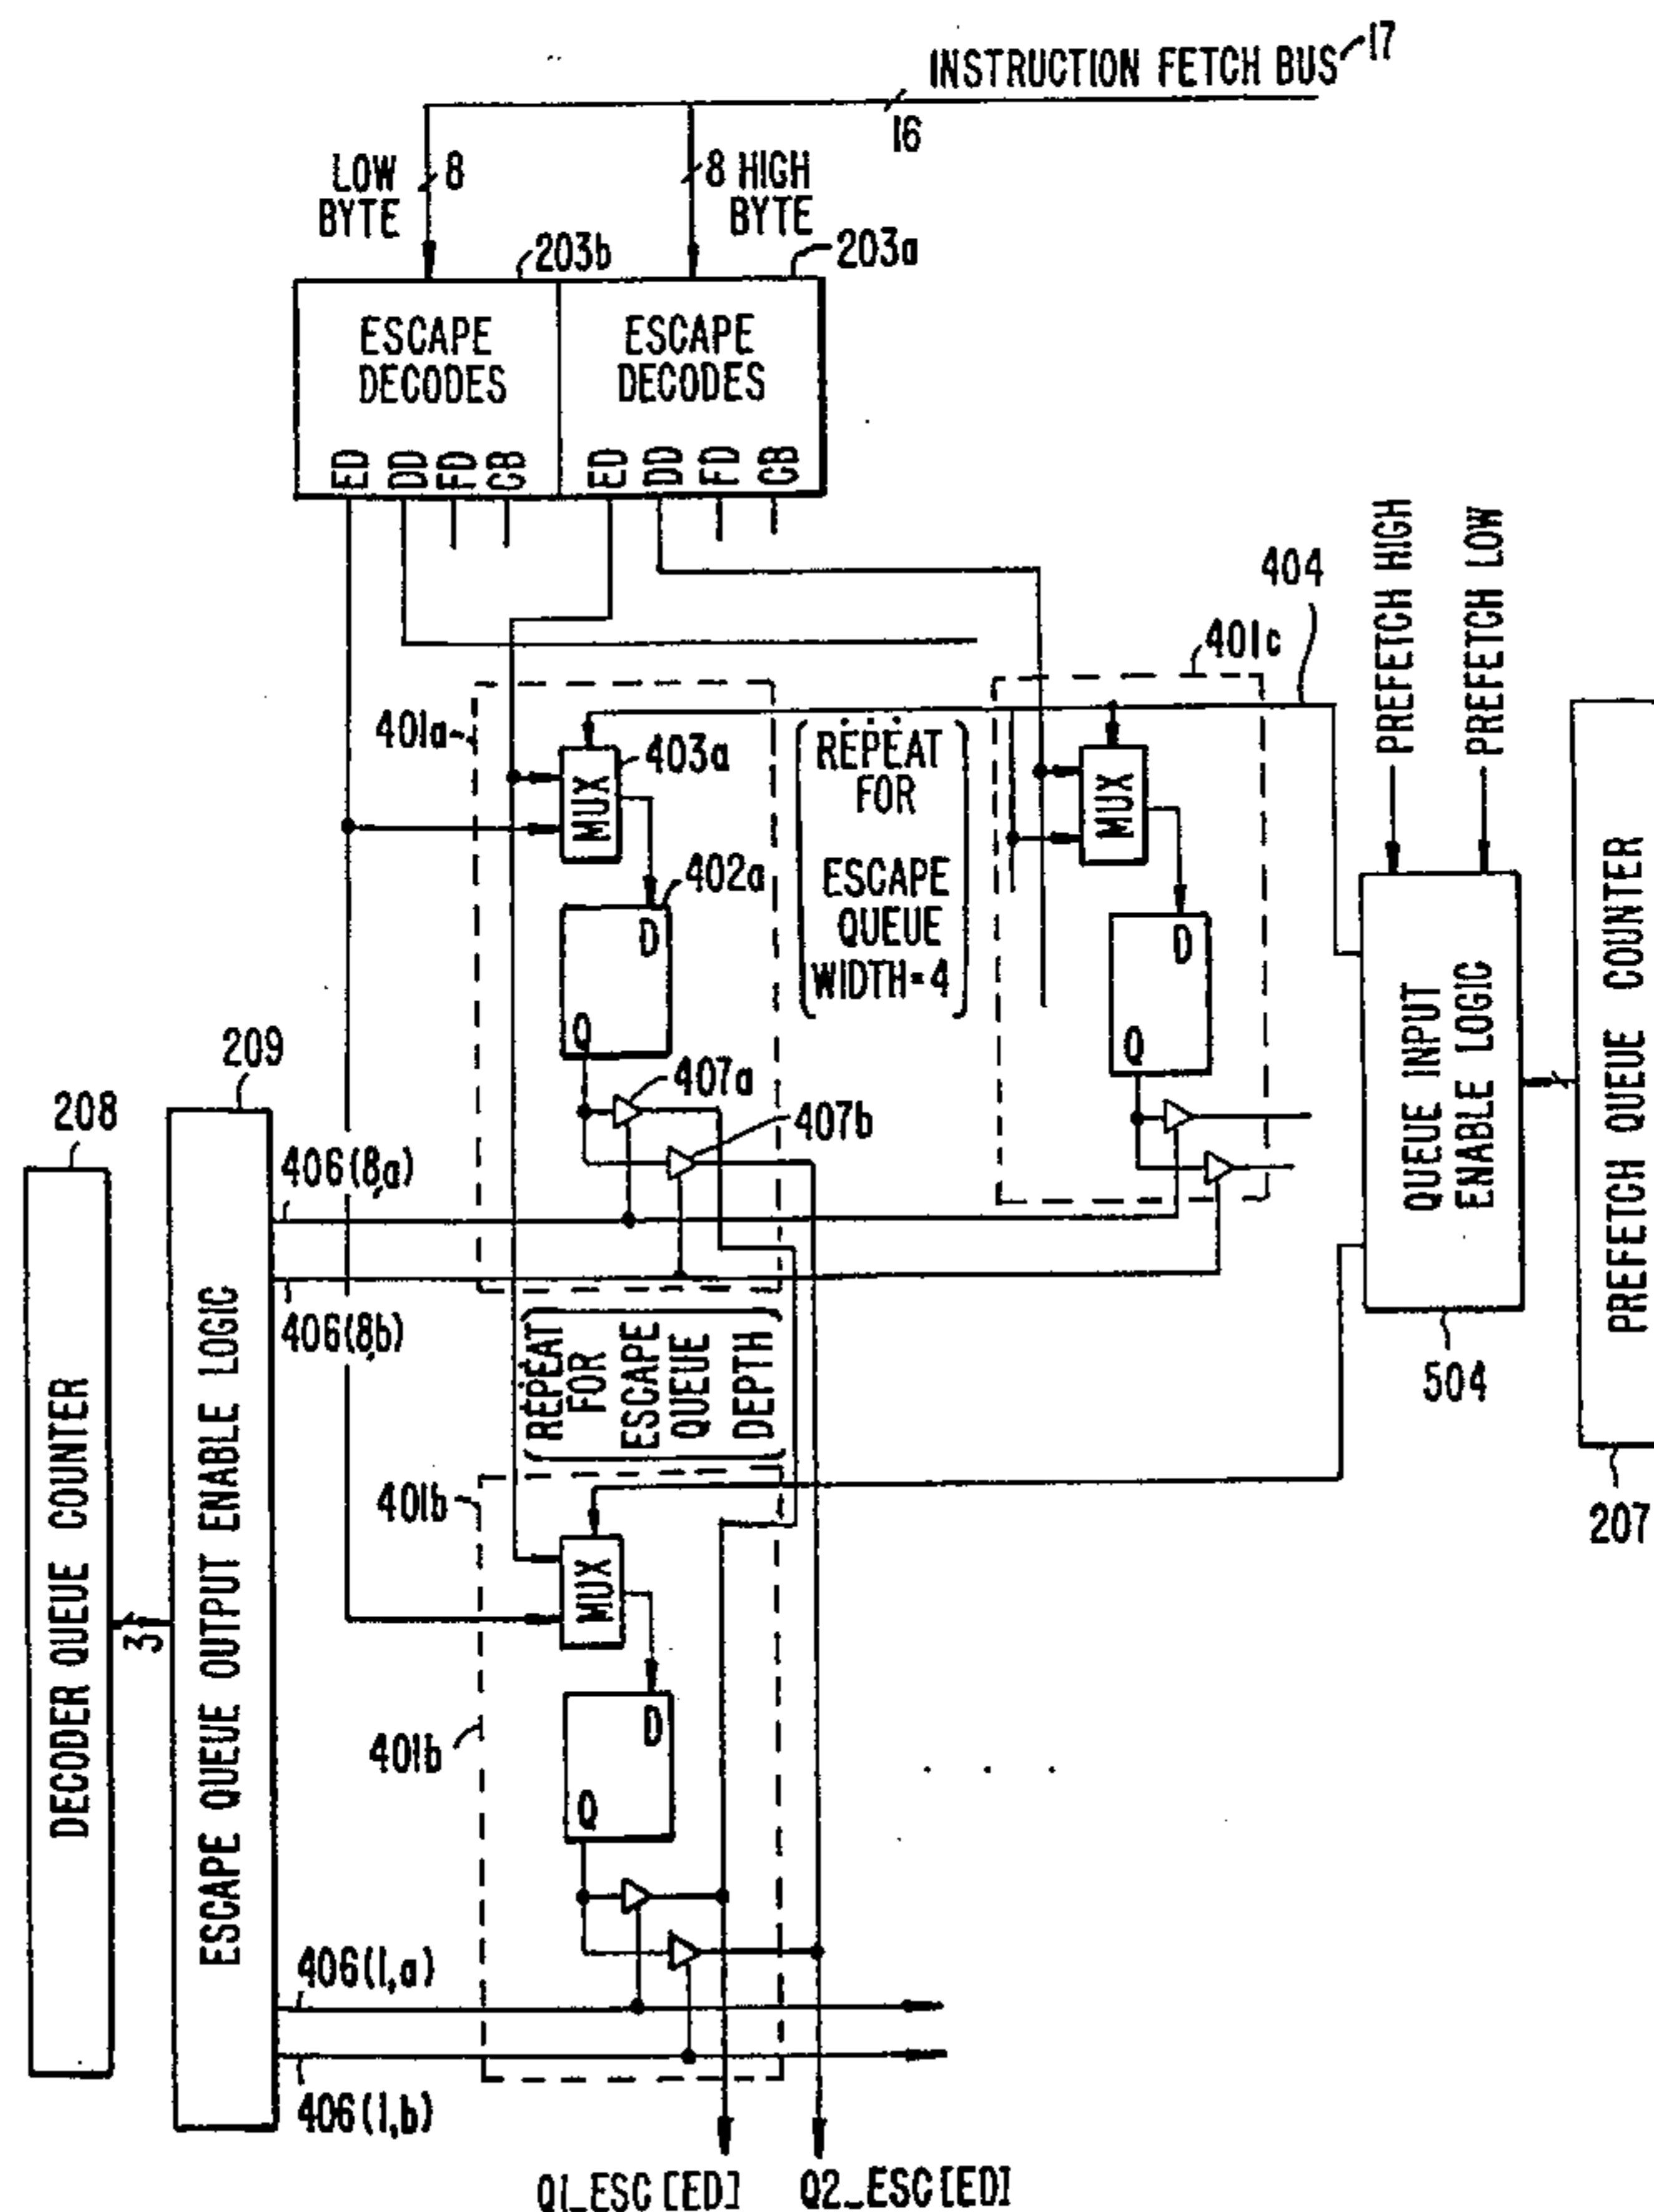 INSTRUCTION FETCH BUS 17
16
LOW BYTE 8
8 HIGH BYTE
203b
203a
ESCAPE DECODES
ESCAPE DECODES
ED DD FD CB
ED DD FD CB
PREFETCH HIGH
PREFETCH LOW
404
401c
401a
403a
MUX
REPEAT
FOR
ESCAPE
QUEUE
WIDTH=4
MUX
402a
D
Q
D
Q
407a
407b
209
208
406(8,a)
406(8,b)
QUEUE INPUT
ENABLE LOGIC
504
PREFETCH QUEUE COUNTER
207
REPEAT
FOR
ESCAPE
QUEUE
DEPTH
DECODER QUEUE COUNTER
3
ESCAPE QUEUE OUTPUT ENABLE LOGIC
401b
MUX
401b
D
Q
406(1,a)
406(1,b)
Q1_ESC[ED]
Q2_ESC[ED]